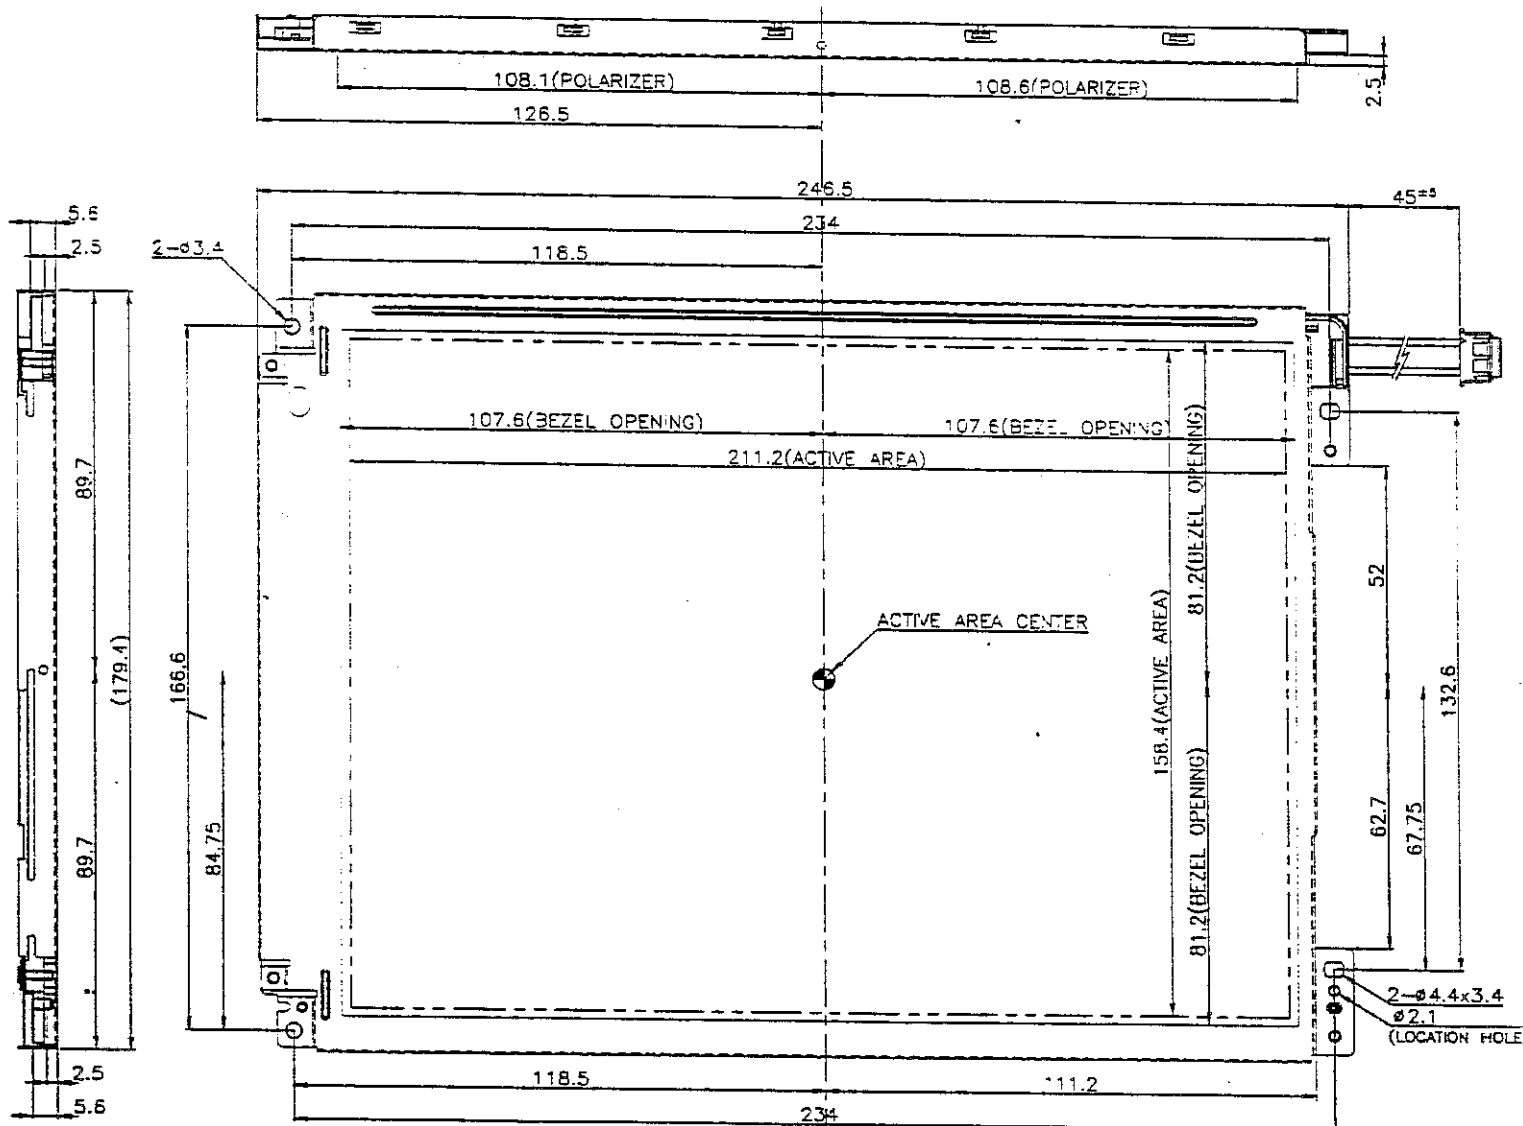 108.1(POLARIZER)
108.6(POLARIZER)
2.5
126.5
246.5
45±5
5.6
234
2.5
2-ø3.4
118.5
107.6(BEZEL OPENING)
107.6(BEZEL OPENING)
211.2(ACTIVE AREA)
81.2(BEZEL OPENING)
89.7
52
158.4(ACTIVE AREA)
ACTIVE AREA CENTER
(179.4)
166.6
132.6
81.2(BEZEL OPENING)
62.7
67.75
84.75
89.7
2-ø4.4x3.4
ø2.1
(LOCATION HOLE
2.5
118.5
111.2
5.6
234